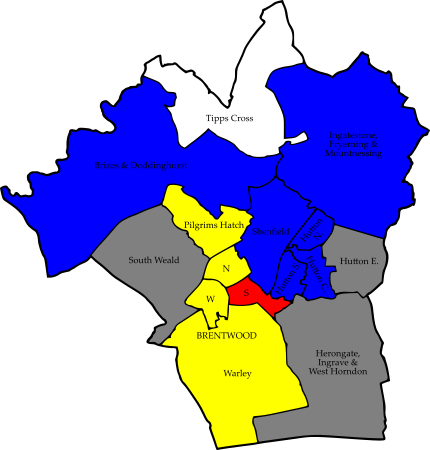 Tipps Cross
Ingatestone,
Fryerning &
Mountnessing
Brizes & Doddinghurst
Pilgrims Hatch
Shenfield
Hutton
N.
South Weald
Hutton E.
N
Hutton
W
S
BRENTWOOD
Herongate,
Ingrave &
West Horndon
Warley